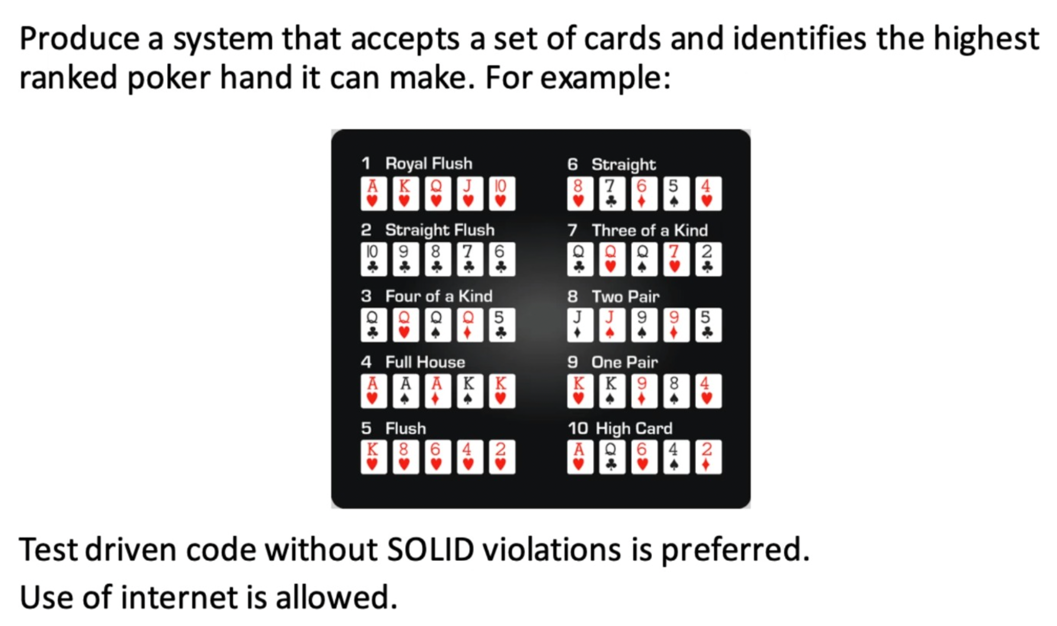 Produce a system that accepts a set of cards and identifies the highest
ranked poker hand it can make. For example:
1 Royal Flush
A K Q J 10
2 Straight Flush
10 9 8 7 6
3 Four of a Kind
Q Q Q Q 5
4 Full House
A A A K K
5 Flush
K 8 6 4 2
6 Straight
8 7 6 5 4
7 Three of a Kind
Q Q Q 7 2
8 Two Pair
J J 9 9 5
9 One Pair
K K 9 8 4
10 High Card
A Q 6 4 2
Test driven code without SOLID violations is preferred.
Use of internet is allowed.